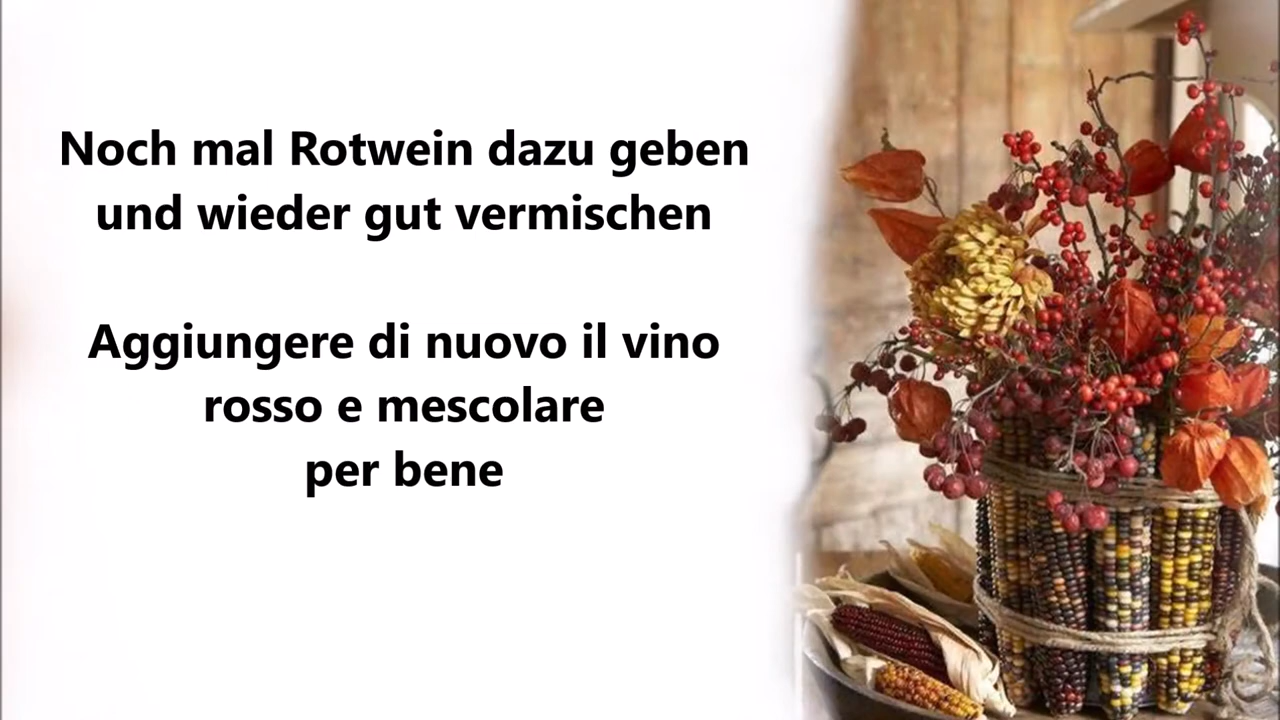 Noch mal Rotwein dazu geben
und wieder gut vermischen
Aggiungere di nuovo il vino
rosso e mescolare
per bene